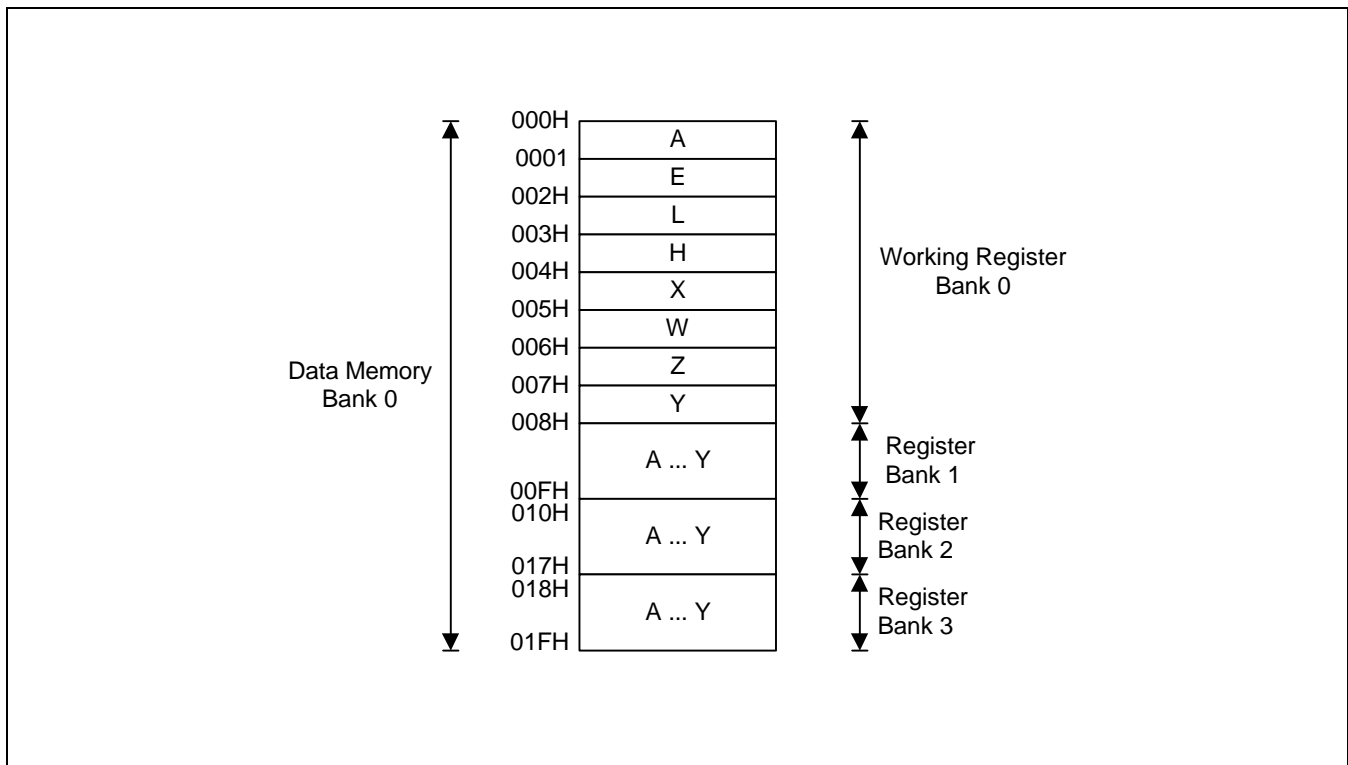 000H
A
0001
E
002H
L
003H
H
004H
X
005H
W
006H
Z
007H
Y
008H
A ... Y
00FH
010H
A ... Y
017H
018H
A ... Y
01FH
Data Memory
Bank 0
Working Register
Bank 0
Register
Bank 1
Register
Bank 2
Register
Bank 3